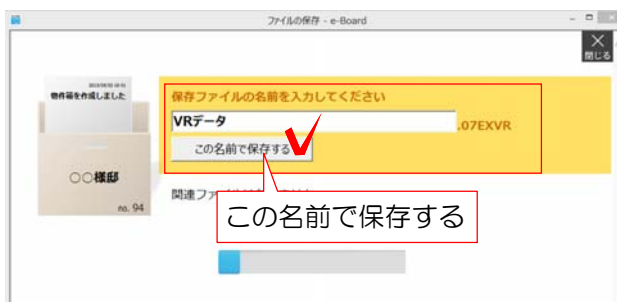 ファイルの保存 - e-Board
閉じる
物件箱を作成しました
保存ファイルの名前を入力してください
VRデータ
.07EXVR
この名前で保存する
○○様邸
no. 94
関連ファ
この名前で保存する